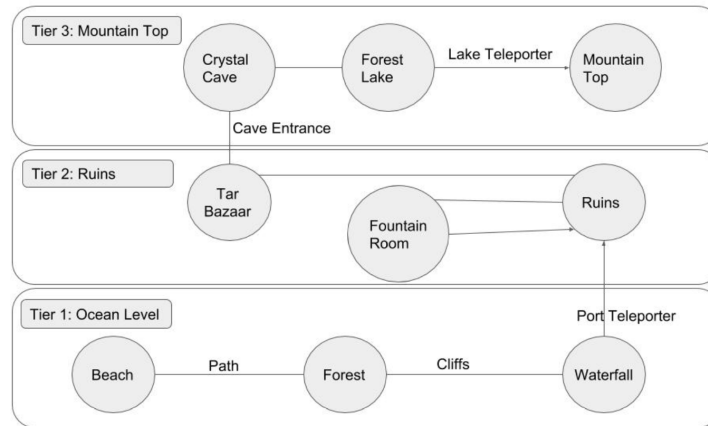 Tier 3: Mountain Top
Crystal
Cave
Forest
Lake
Lake Teleporter
Mountain
Top
Cave Entrance
Tier 2: Ruins
Tar
Bazaar
Fountain
Room
Ruins
Tier 1: Ocean Level
Port Teleporter
Beach
Path
Forest
Cliffs
Waterfall